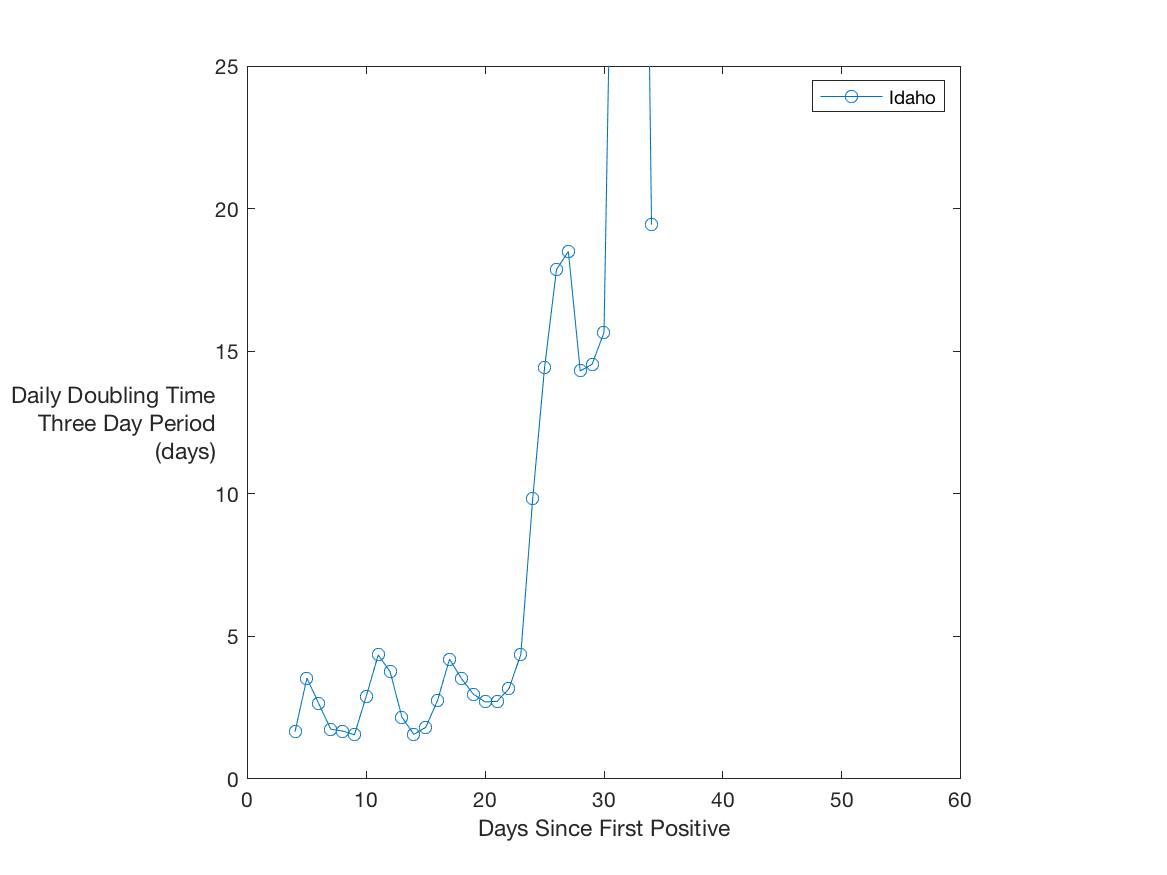 25
20
15
10
5
0
Daily Doubling Time
Three Day Period
(days)
Idaho
0 10 20 30 40 50 60
Days Since First Positive